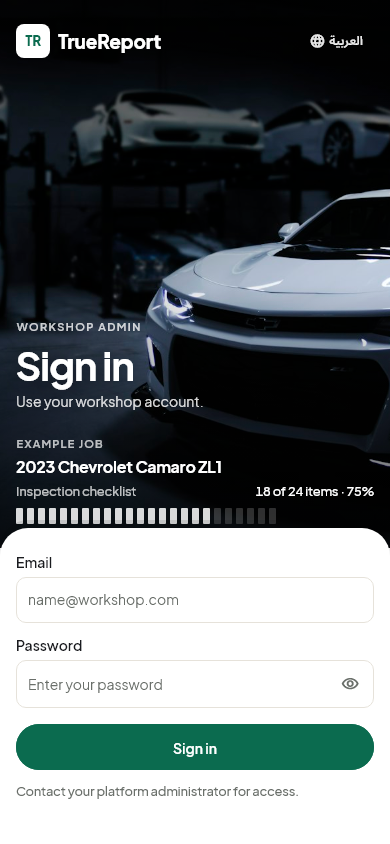 TR TrueReport
العربية
WORKSHOP ADMIN
Sign in
Use your workshop account.
EXAMPLE JOB
2023 Chevrolet Camaro ZL1
Inspection checklist 18 of 24 items · 75%
Email
name@workshop.com
Password
Enter your password
Sign in
Contact your platform administrator for access.